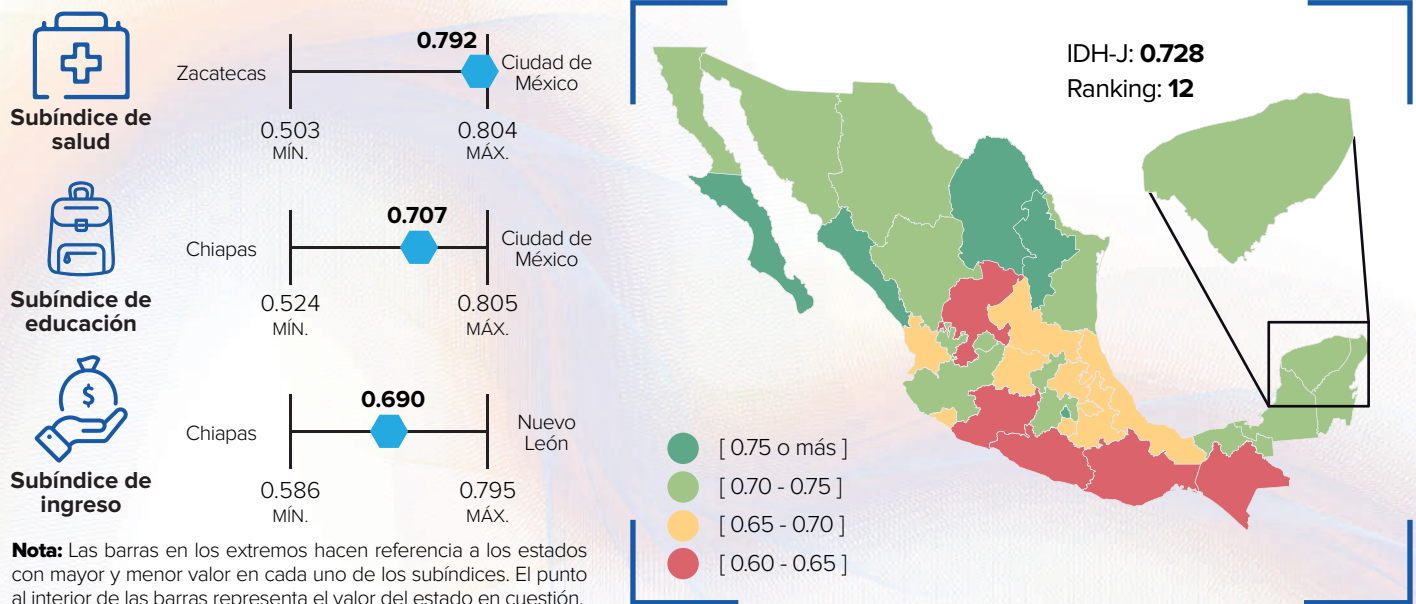 Subíndice de
salud
Zacatecas
0.792
Ciudad de
México
0.503
MÍN.
0.804
MÁX.
Subíndice de
educación
Chiapas
0.707
Ciudad de
México
0.524
MÍN.
0.805
MÁX.
$
Subíndice de
ingreso
Chiapas
0.690
Nuevo
León
0.586
MÍN.
0.795
MÁX.
Nota: Las barras en los extremos hacen referencia a los estados
con mayor y menor valor en cada uno de los subíndices. El punto
al interior de las barras representa el valor del estado en cuestión.
IDH-J: 0.728
Ranking: 12
[ 0.75 o más ]
[ 0.70 - 0.75 ]
[ 0.65 - 0.70 ]
[ 0.60 - 0.65 ]